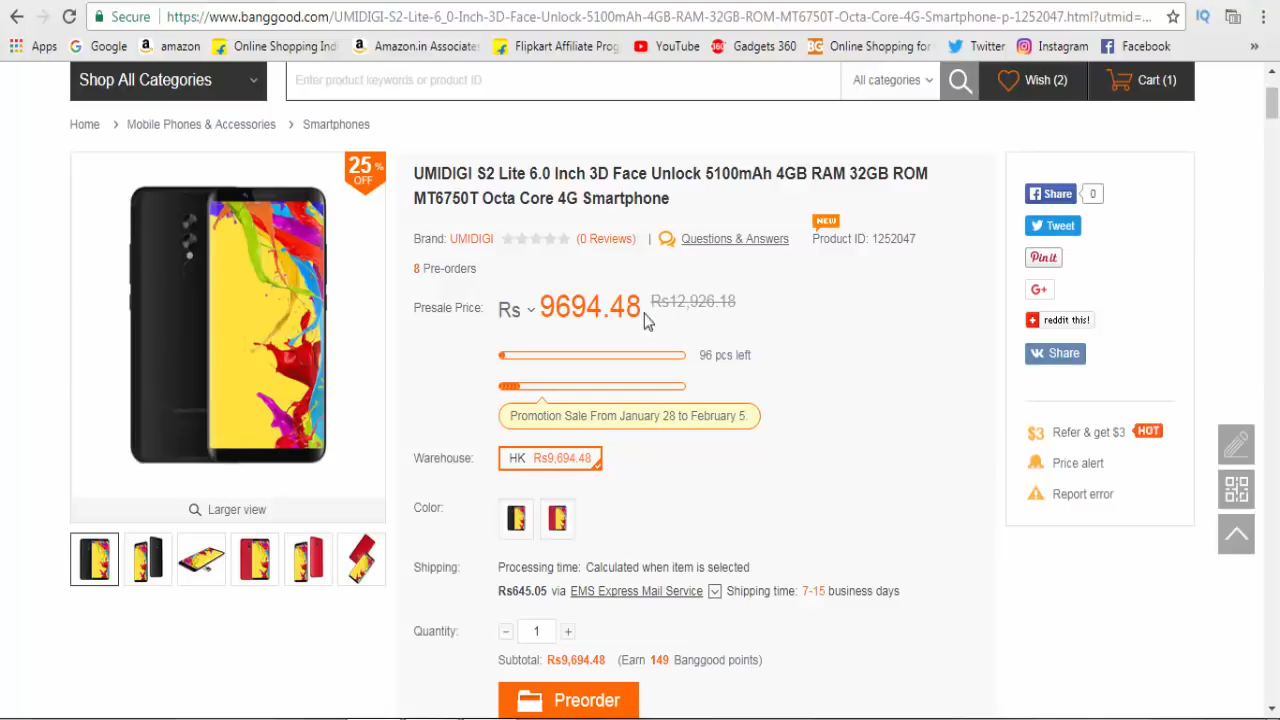 Secure
https://www.banggood.com/UMIDIGI-S2-Lite-6_0-Inch-3D-Face-Unlock-5100mAh-4GB-RAM-32GB-ROM-MT6750T-Octa-Core-4G-Smartphone-p-1252047.html?utmid=...
IQ
Apps
Google
amazon
Online Shopping Ind
Amazon.in Associate
Flipkart Affiliate Prog
YouTube
Gadgets 360
BG Online Shopping for
Twitter
Instagram
Facebook
»
Shop All Categories
Enter product keywords or product ID
All categories
Wish (2)
Cart (1)
Home > Mobile Phones & Accessories > Smartphones
25 %
OFF
Larger view
UMIDIGI S2 Lite 6.0 Inch 3D Face Unlock 5100mAh 4GB RAM 32GB ROM
MT6750T Octa Core 4G Smartphone
NEW
Brand: UMIDIGI (0 Reviews) | Questions & Answers Product ID: 1252047
8 Pre-orders
Presale Price: Rs 9694.48 Rs12,926.18
96 pcs left
Promotion Sale From January 28 to February 5.
Warehouse: HK Rs9,694.48
Color:
Shipping: Processing time: Calculated when item is selected
Rs645.05 via EMS Express Mail Service Shipping time: 7-15 business days
Quantity: - 1 +
Subtotal: Rs9,694.48 (Earn 149 Banggood points)
Preorder
Share 0
Tweet
Pin it
G+
reddit this!
Share
$3 Refer & get $3 HOT
Price alert
Report error